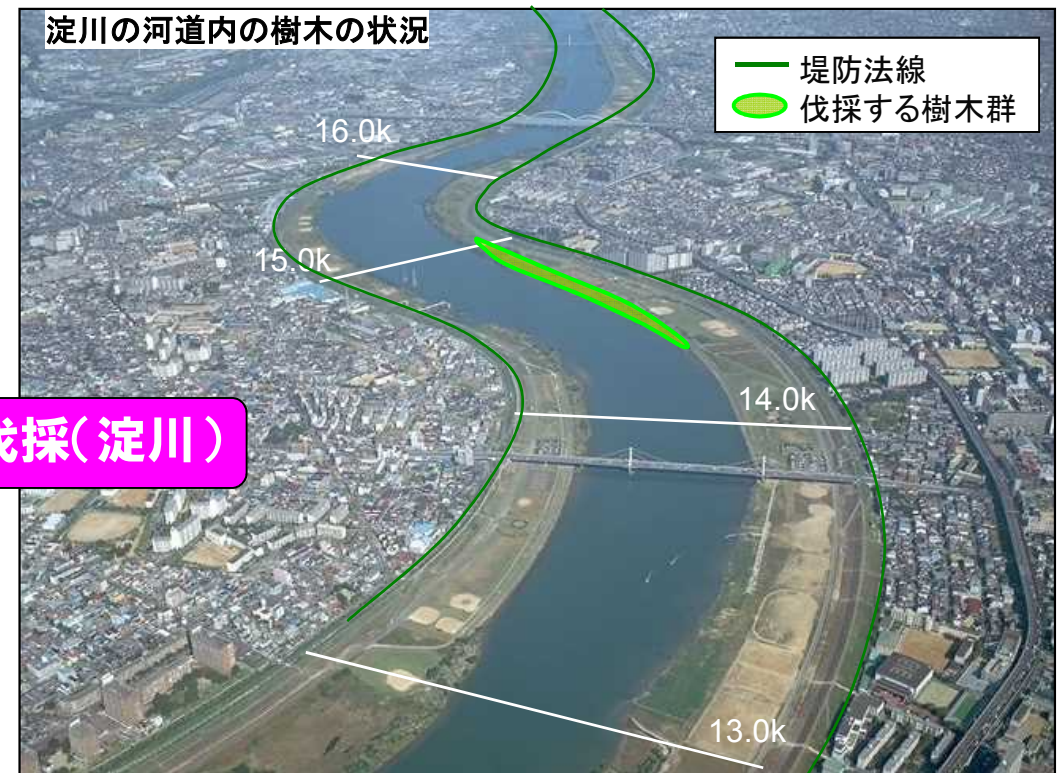 淀川の河道内の樹木の状況
堤防法線
伐採する樹木群
16.0k
15.0k
14.0k
伐採(淀川)
13.0k